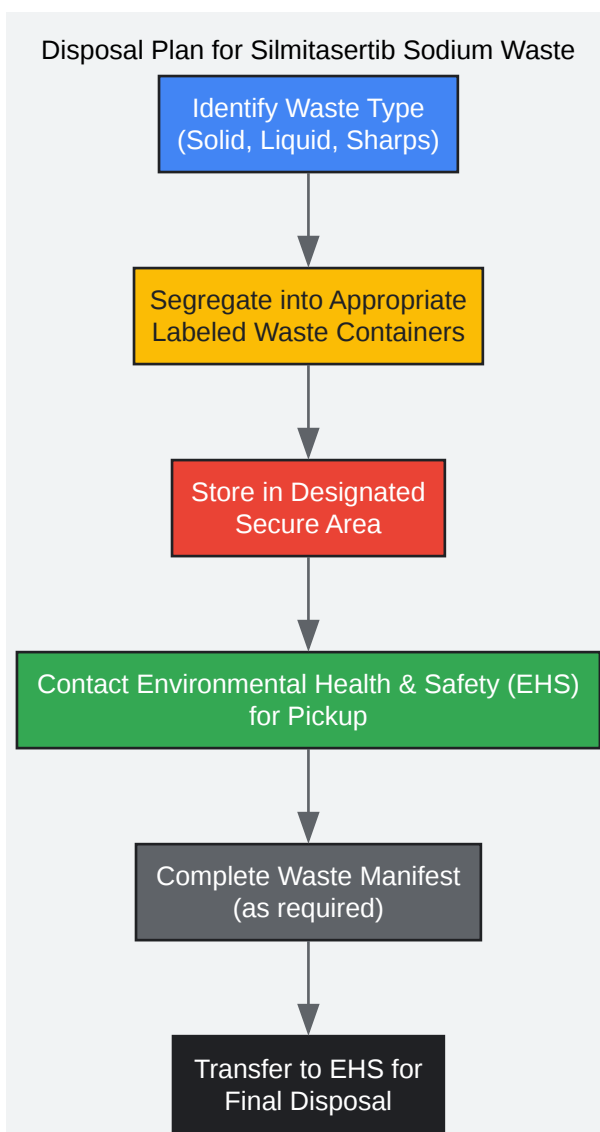 Disposal Plan for Silmitasertib Sodium Waste
Identify Waste Type
(Solid, Liquid, Sharps)
Segregate into Appropriate
Labeled Waste Containers
Store in Designated
Secure Area
Contact Environmental Health & Safety (EHS)
for Pickup
Complete Waste Manifest
(as required)
Transfer to EHS for
Final Disposal